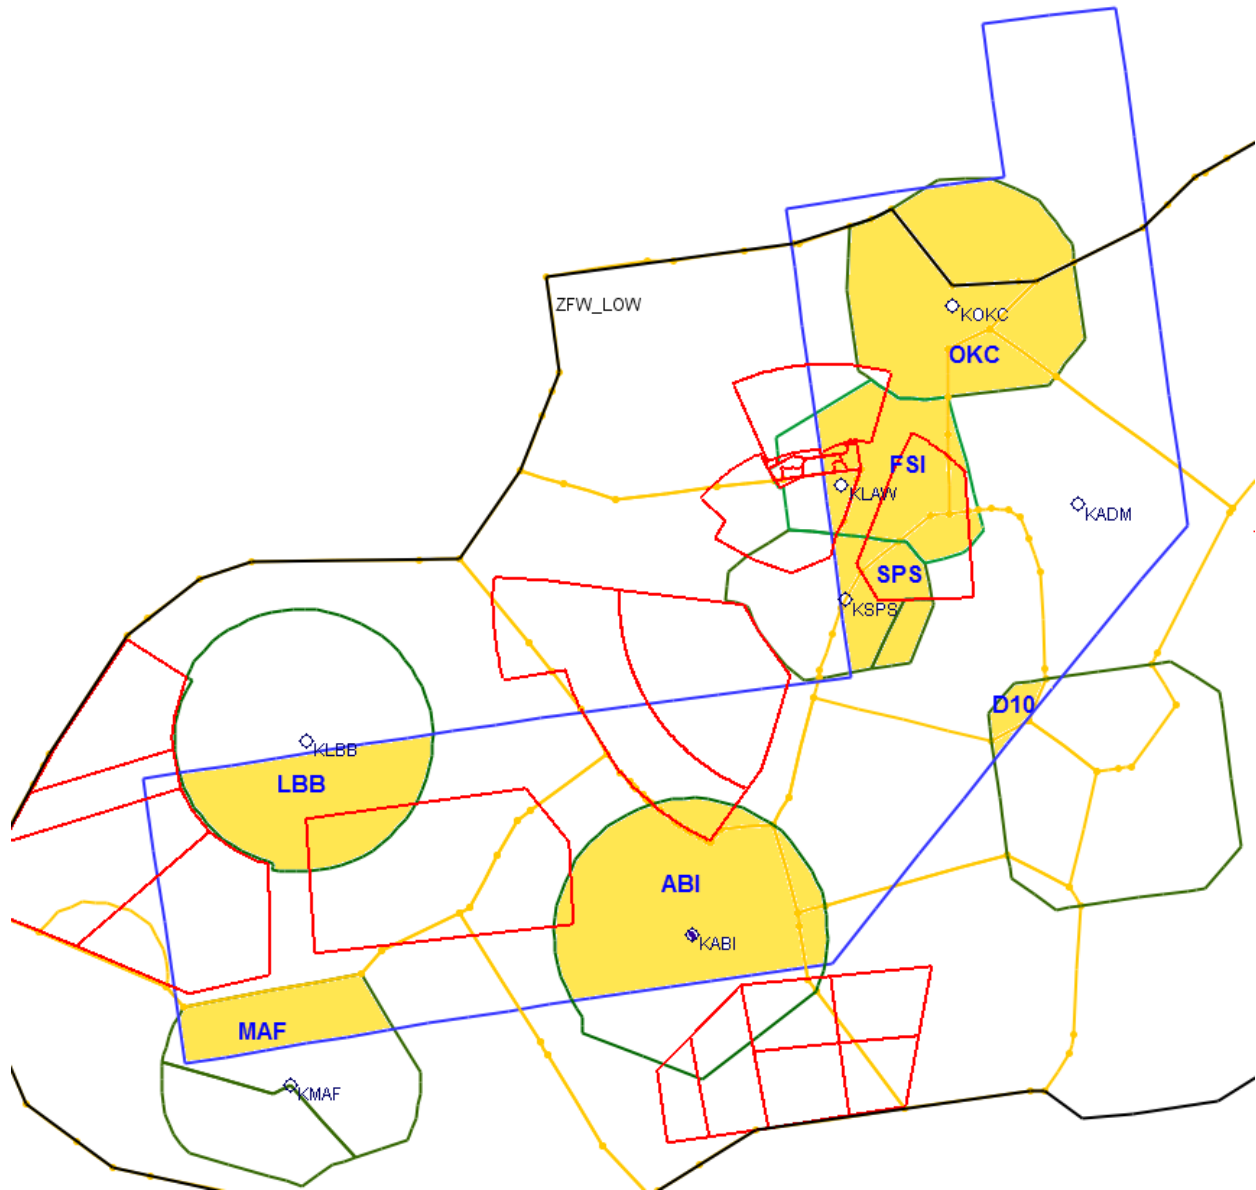 ZFW_LOW
KOKC
OKC
FSI
KLAW
KADM
SPS
KSPS
D10
KLBB
LBB
ABI
KABI
MAF
KMAF